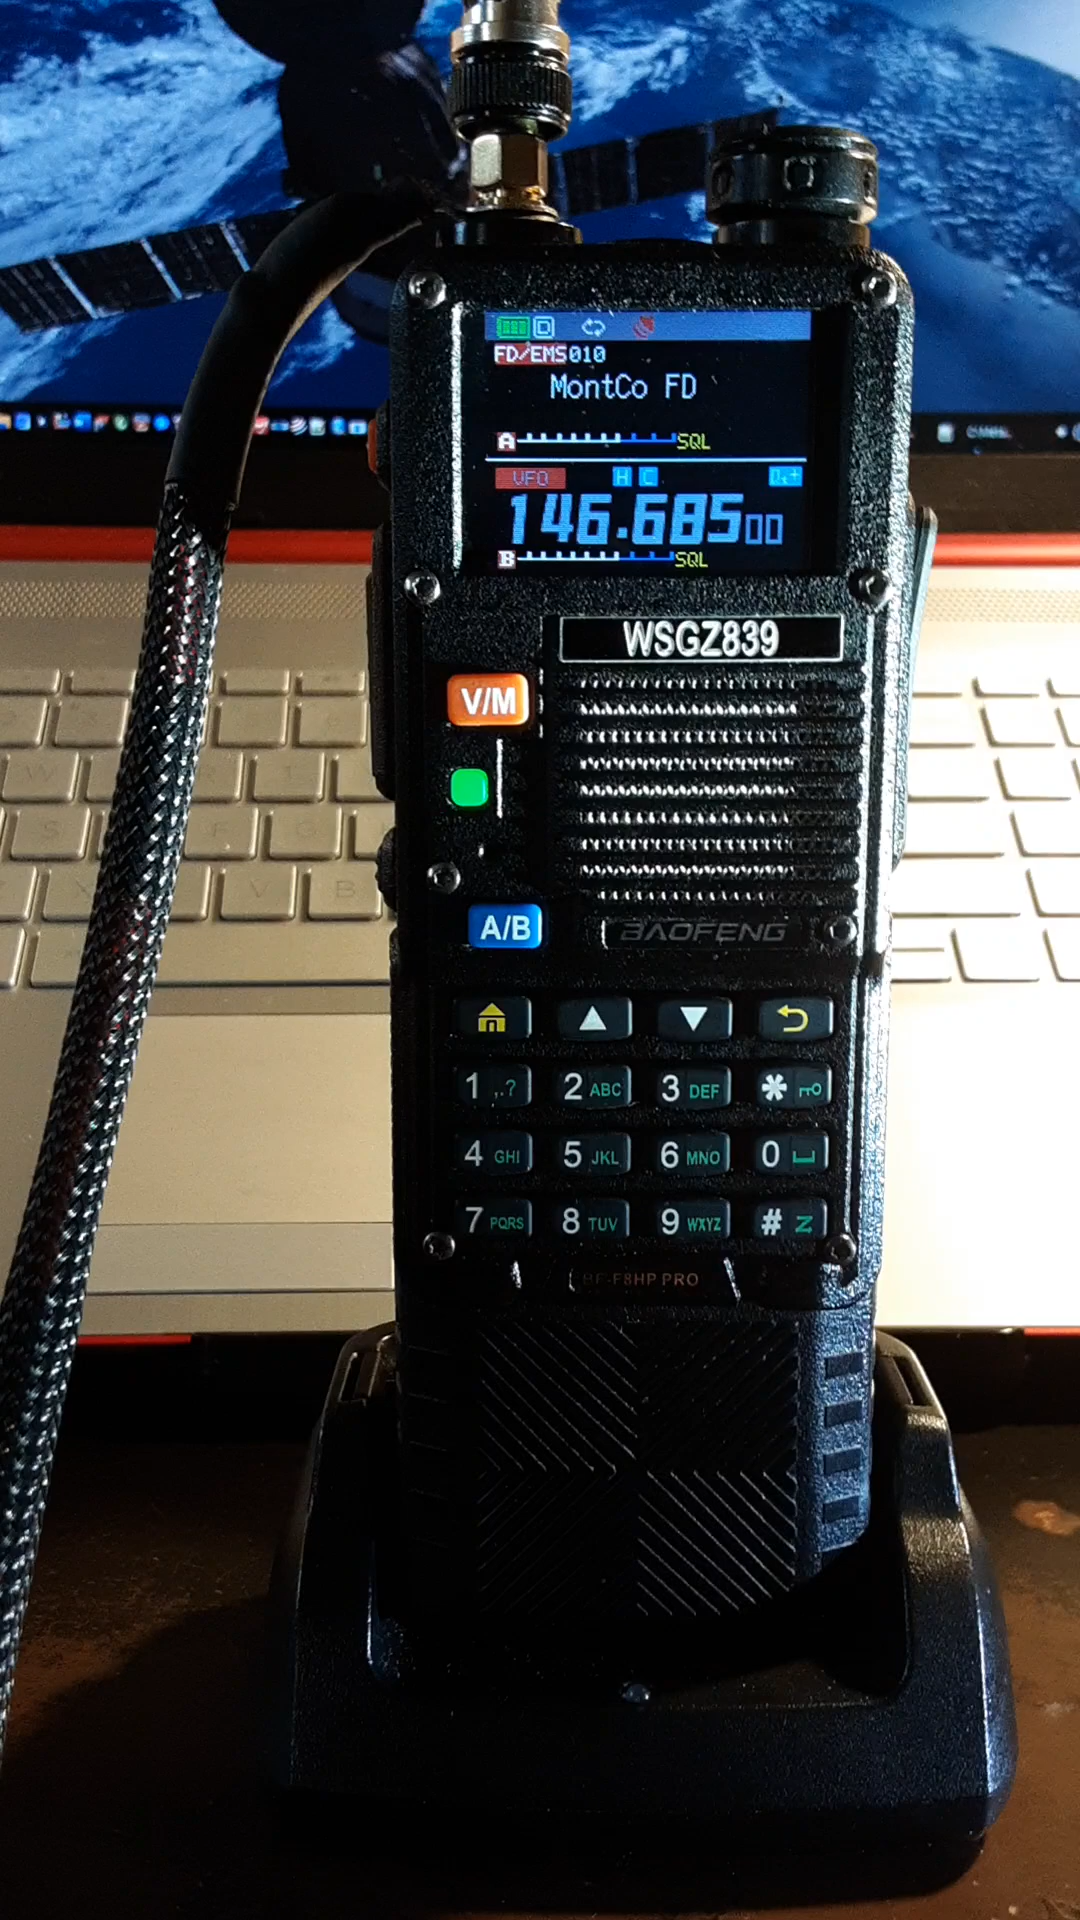 D
FD/EMS010
MontCo FD
A SQL
VFO H C
146.68500
B SQL
WSGZ839
V/M
A/B
BAOFENG
1 ,.? 2 ABC 3 DEF *
4 GHI 5 JKL 6 MNO 0
7 PQRS 8 TUV 9 WXYZ #
BF-F8HP PRO